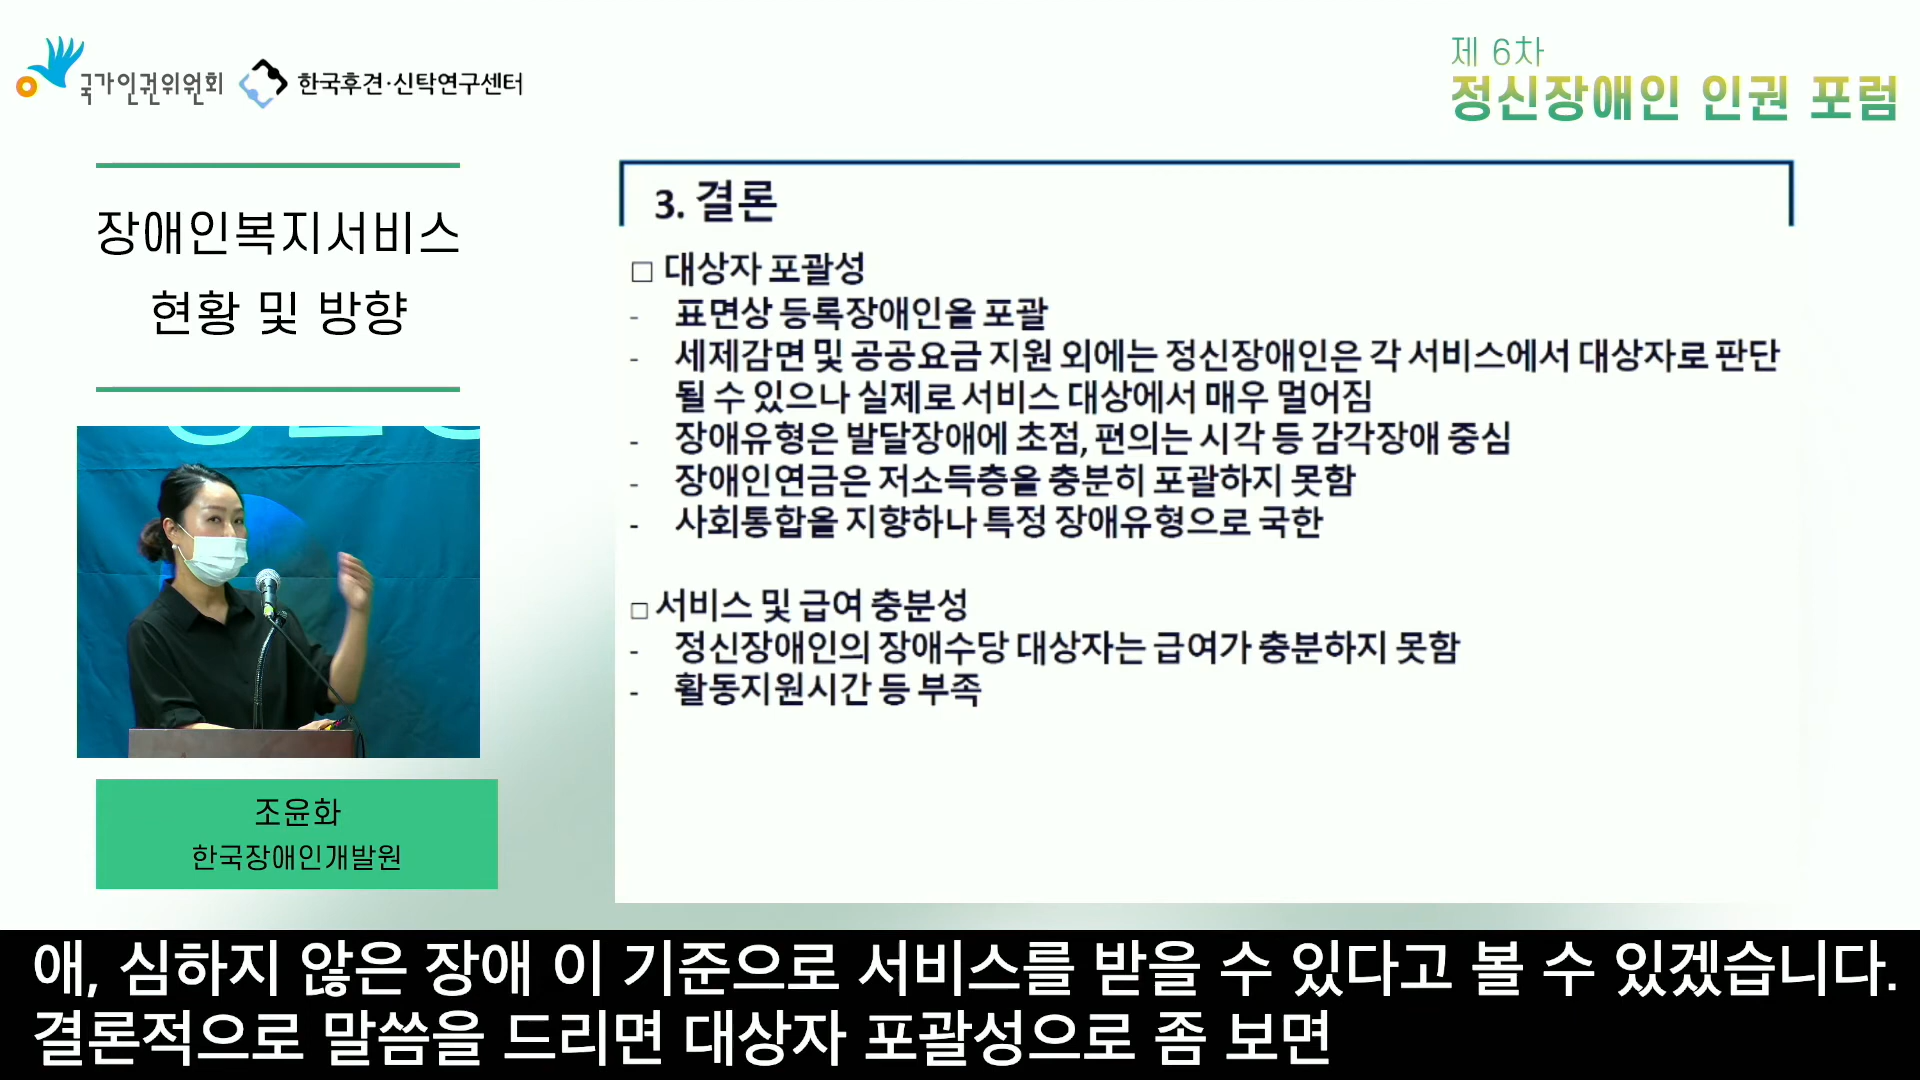 국가인권위원회
한국후견·신탁연구센터
제 6차
정신장애인 인권 포럼
장애인복지서비스
현황 및 방향
3. 결론
□ 대상자 포괄성
- 표면상 등록장애인을 포괄
- 세제감면 및 공공요금 지원 외에는 정신장애인은 각 서비스에서 대상자로 판단
될 수 있으나 실제로 서비스 대상에서 매우 멀어짐
- 장애유형은 발달장애에 초점, 편의는 시각 등 감각장애 중심
- 장애인연금은 저소득층을 충분히 포괄하지 못함
- 사회통합을 지향하나 특정 장애유형으로 국한
□ 서비스 및 급여 충분성
- 정신장애인의 장애수당 대상자는 급여가 충분하지 못함
- 활동지원시간 등 부족
조윤화
한국장애인개발원
애, 심하지 않은 장애 이 기준으로 서비스를 받을 수 있다고 볼 수 있겠습니다.
결론적으로 말씀을 드리면 대상자 포괄성으로 좀 보면